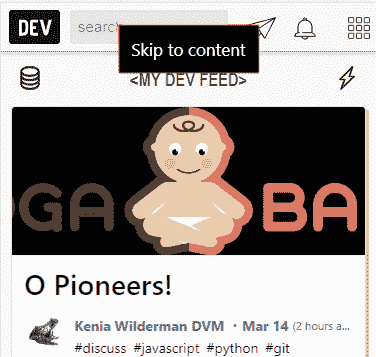 DEV
search
Skip to content
<MY DEV FEED>
OGA BA
O Pioneers!
Kenia Wilderman DVM · Mar 14 (2 hours a...
#discuss #javascript #python #git